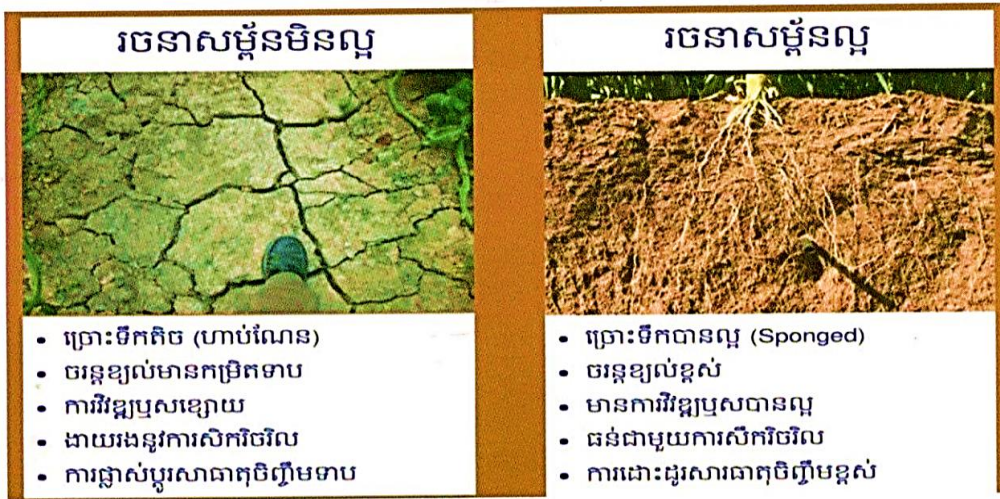 រចនាសម្ព័នមិនល្អ
• ជ្រោះទឹកតិច (ហាប់ណែន)
• ចរន្តខ្យល់មានកម្រិតទាប
• ការវិវឌ្ឍឫសខ្សោយ
• ងាយរងនូវការសិករិចរិល
• ការផ្លាស់ប្តូរសាធាតុចិញ្ចឹមទាប
រចនាសម្ព័នល្អ
• ជ្រោះទឹកបានល្អ (Sponged)
• ចរន្តខ្យល់ខ្ពស់
• មានការវិវឌ្ឍឫសបានល្អ
• ធន់ជាមួយការសឹករិចរិល
• ការដោះដូរសារធាតុចិញ្ចឹមខ្ពស់